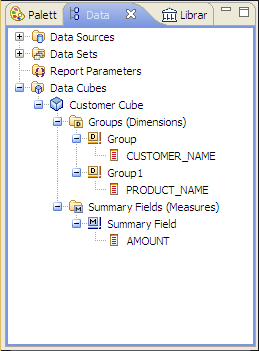 Palett Data Librar
Data Sources
Data Sets
Report Parameters
Data Cubes
Customer Cube
Groups (Dimensions)
Group
CUSTOMER_NAME
Group1
PRODUCT_NAME
Summary Fields (Measures)
Summary Field
AMOUNT